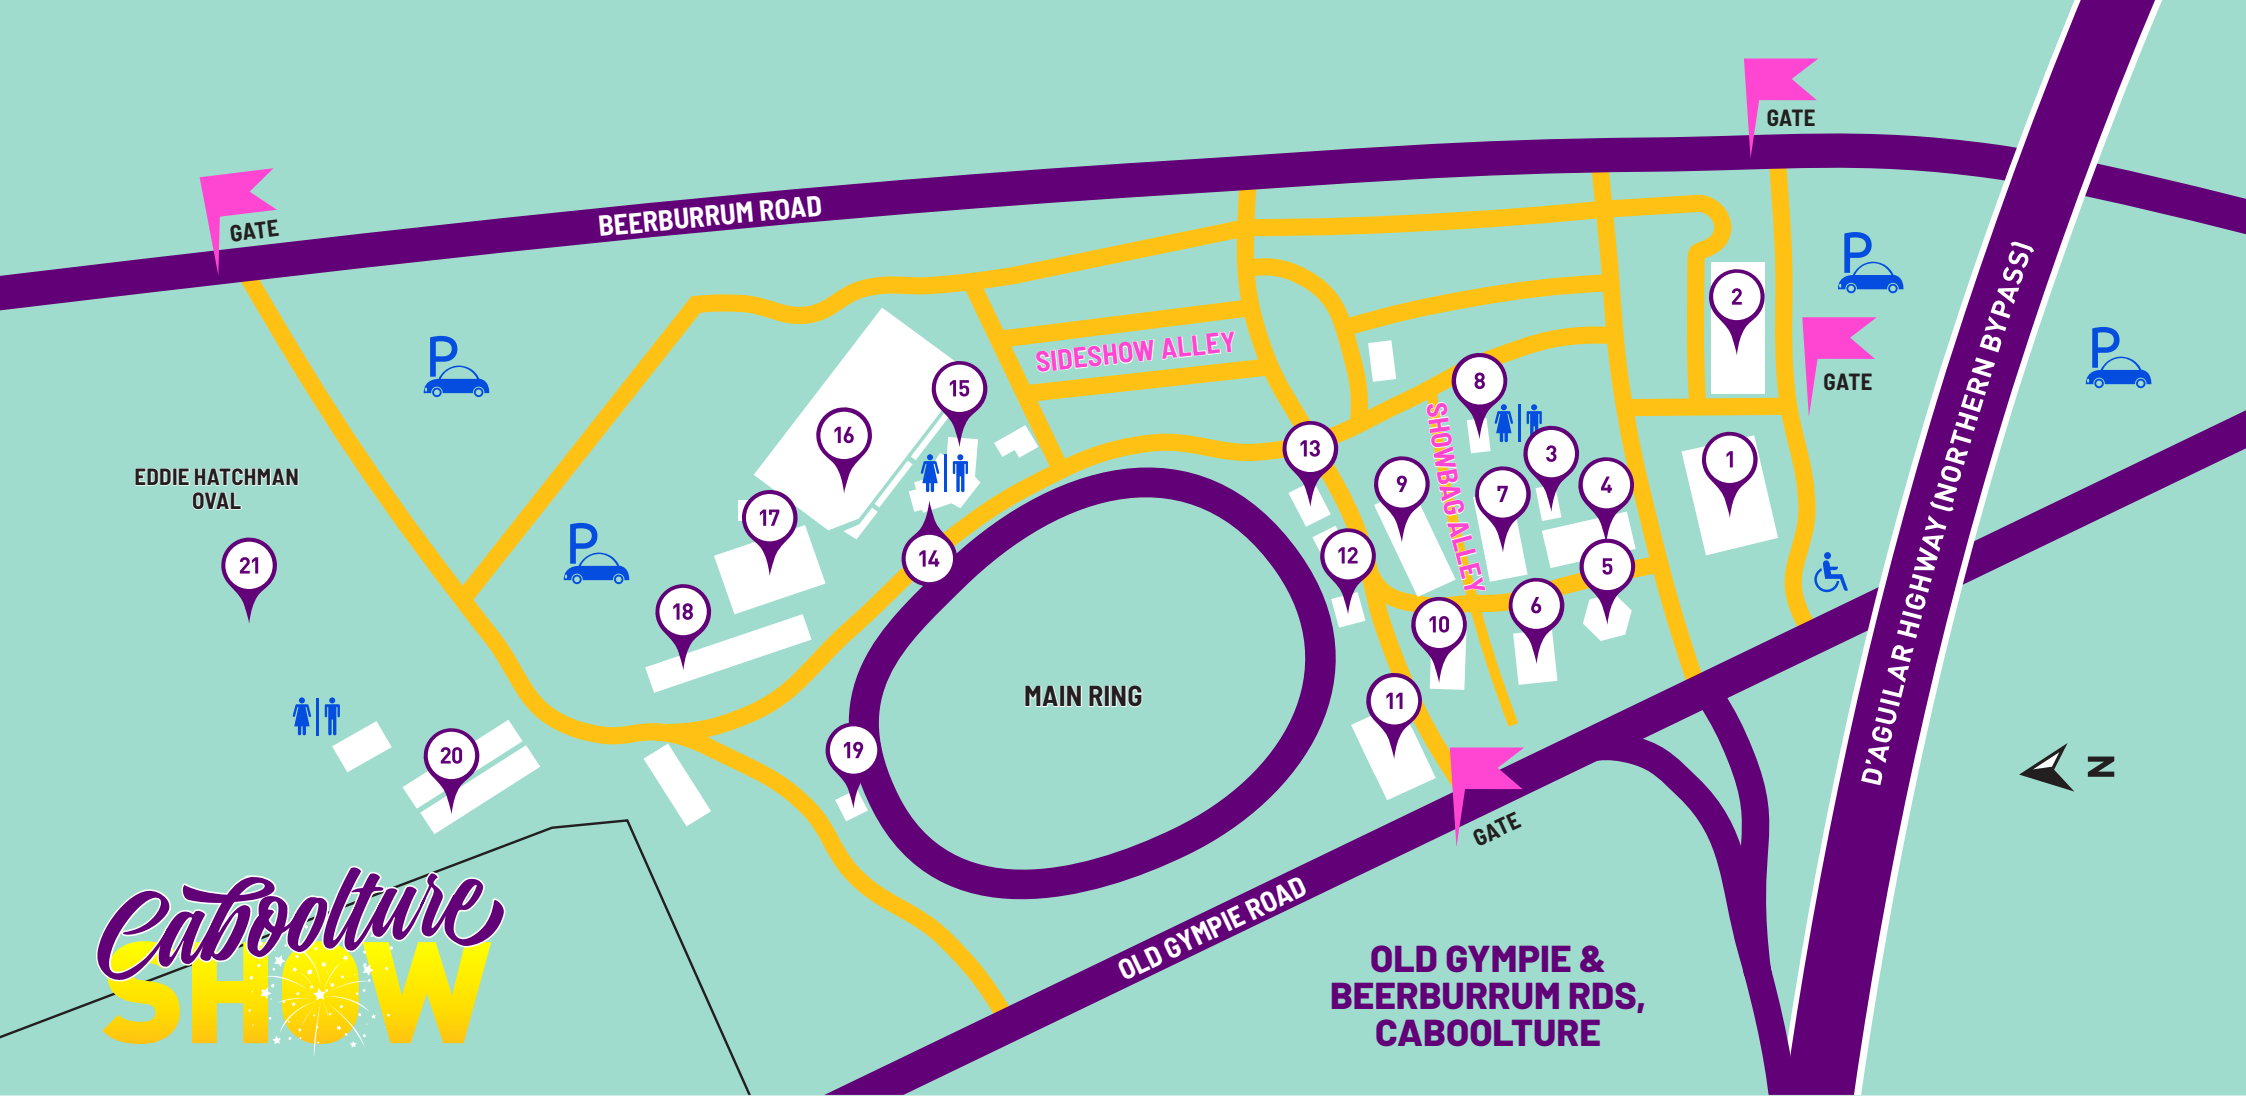 GATE
BEERBURRUM ROAD
GATE
P
P
GATE
P
P
SIDESHOW ALLEY
SHOWBAG ALLEY
D'AGUILAR HIGHWAY (NORTHERN BYPASS)
2
15
8
16
13
3
1
9
4
7
17
EDDIE HATCHMAN
OVAL
21
14
12
5
18
6
10
MAIN RING
11
19
20
N
GATE
OLD GYMPIE ROAD
Caboolture
SHOW
OLD GYMPIE &
BEERBURRUM RDS,
CABOOLTURE